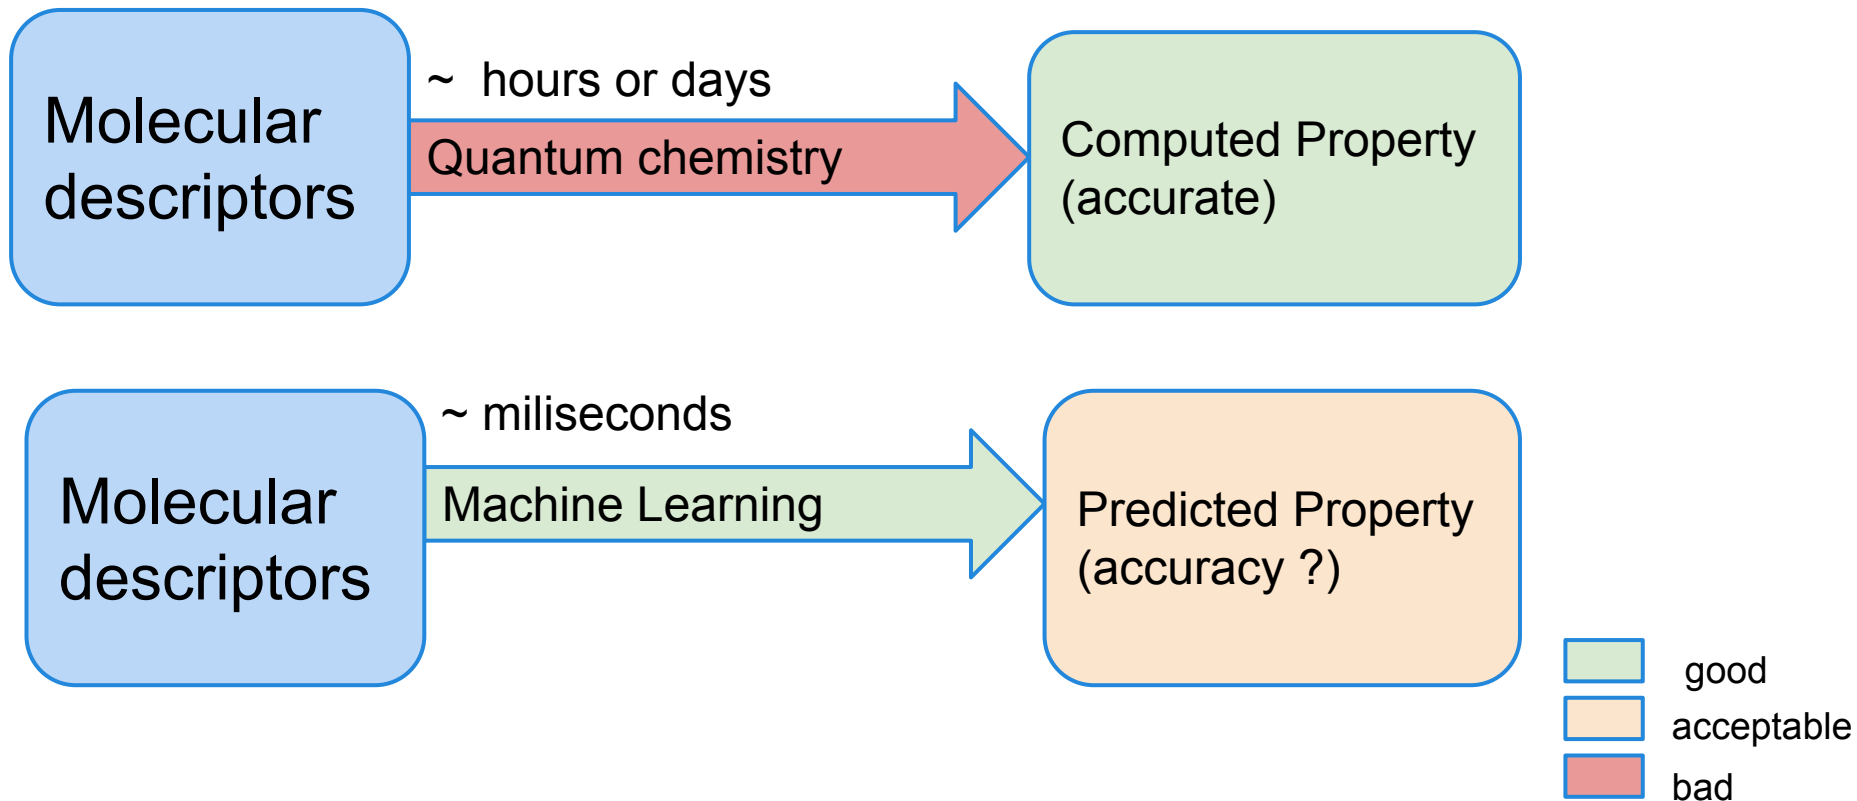 Molecular
descriptors
~ hours or days
Quantum chemistry
Computed Property
(accurate)
Molecular
descriptors
~ miliseconds
Machine Learning
Predicted Property
(accuracy ?)
good
acceptable
bad